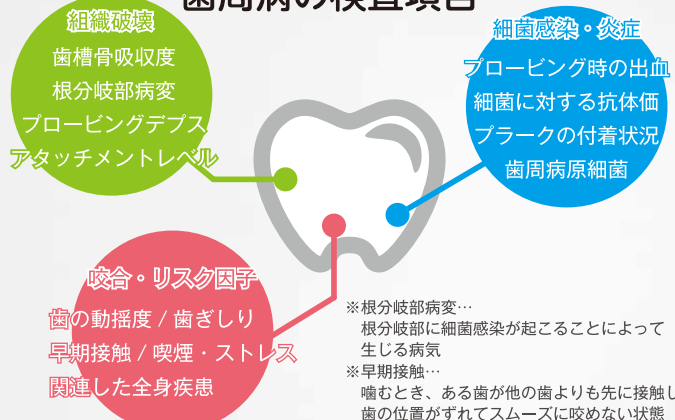 歯周病の検査項目
組織破壊
歯槽骨吸収度
根分岐部病変
プロービングデプス
アタッチメントレベル
細菌感染・炎症
プロービング時の出血
細菌に対する抗体価
プラークの付着状況
歯周病原細菌
咬合・リスク因子
歯の動揺度 / 歯ぎしり
早期接触 / 喫煙・ストレス
関連した全身疾患
※根分岐部病変…
根分岐部に細菌感染が起こることによって
生じる病気
※早期接触…
噛むとき、ある歯が他の歯よりも先に接触し
歯の位置がずれてスムーズに咬めない状態